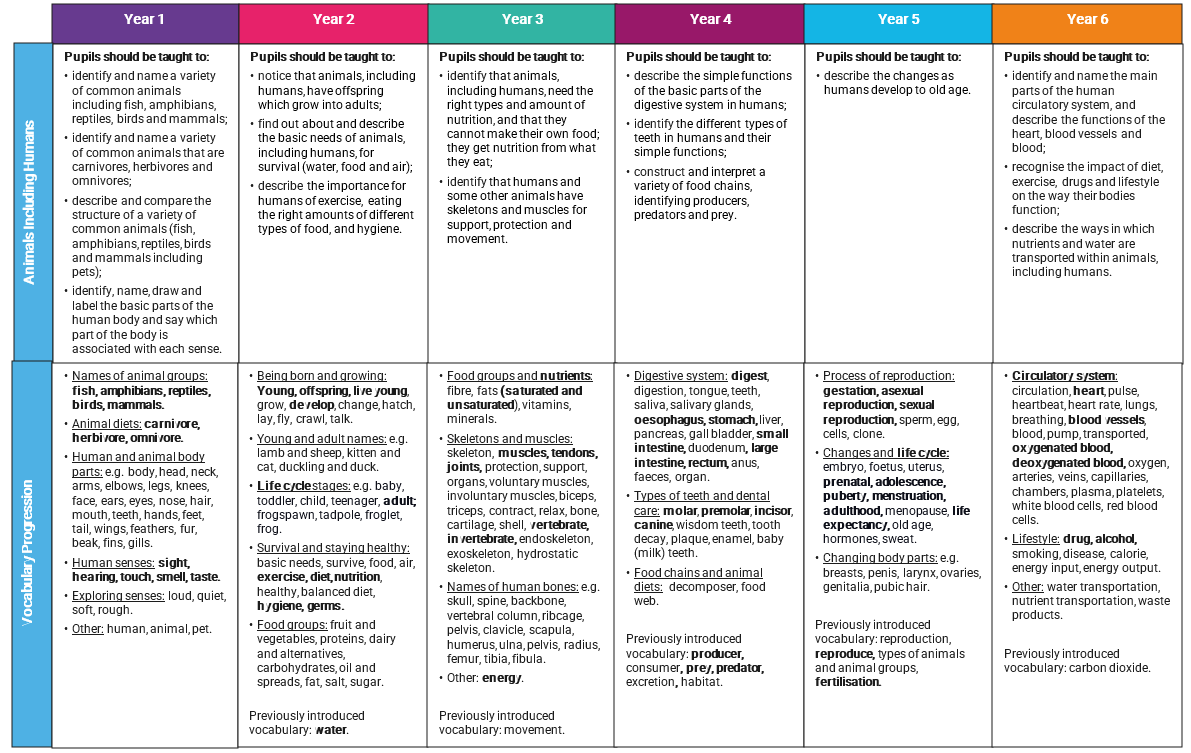 Year 1
Year 2
Year 3
Year 4
Year 5
Year 6
Animals Including Humans
Pupils should be taught to:
• identify and name a variety
of common animals
including fish, amphibians,
reptiles, birds and mammals;
• identify and name a variety
of common animals that are
carnivores, herbivores and
omnivores;
• describe and compare the
structure of a variety of
common animals (fish,
amphibians, reptiles, birds
and mammals including
pets);
• identify, name, draw and
label the basic parts of the
human body and say which
part of the body is
associated with each sense.
Pupils should be taught to:
• notice that animals, including
humans, have offspring
which grow into adults;
• find out about and describe
the basic needs of animals,
including humans, for
survival (water, food and air);
• describe the importance for
humans of exercise, eating
the right amounts of different
types of food, and hygiene.
Pupils should be taught to:
• identify that animals,
including humans, need the
right types and amount of
nutrition, and that they
cannot make their own food;
they get nutrition from what
they eat;
• identify that humans and
some other animals have
skeletons and muscles for
support, protection and
movement.
Pupils should be taught to:
• describe the simple functions
of the basic parts of the
digestive system in humans;
• identify the different types of
teeth in humans and their
simple functions;
• construct and interpret a
variety of food chains,
identifying producers,
predators and prey.
Pupils should be taught to:
• describe the changes as
humans develop to old age.
Pupils should be taught to:
• identify and name the main
parts of the human
circulatory system, and
describe the functions of the
heart, blood vessels and
blood;
• recognise the impact of diet,
exercise, drugs and lifestyle
on the way their bodies
function;
• describe the ways in which
nutrients and water are
transported within animals,
including humans.
Vocabulary Progression
• Names of animal groups:
fish, amphibians, reptiles,
birds, mammals.
• Animal diets: carnivore,
herbivore, omnivore.
• Human and animal body
parts: e.g. body, head, neck,
arms, elbows, legs, knees,
face, ears, eyes, nose, hair,
mouth, teeth, hands, feet,
tail, wings, feathers, fur,
beak, fins, gills.
• Human senses: sight,
hearing, touch, smell, taste.
• Exploring senses: loud, quiet,
soft, rough.
• Other: human, animal, pet.
• Being born and growing:
Young, offspring, live young,
grow, develop, change, hatch,
lay, fly, crawl, talk.
• Young and adult names: e.g.
lamb and sheep, kitten and
cat, duckling and duck.
• Life cycle stages: e.g. baby,
toddler, child, teenager, adult;
frogspawn, tadpole, froglet,
frog.
• Survival and staying healthy:
basic needs, survive, food, air,
exercise, diet, nutrition,
healthy, balanced diet,
hygiene, germs.
• Food groups: fruit and
vegetables, proteins, dairy
and alternatives,
carbohydrates, oil and
spreads, fat, salt, sugar.
Previously introduced
vocabulary: water.
• Food groups and nutrients:
fibre, fats (saturated and
unsaturated), vitamins,
minerals.
• Skeletons and muscles:
skeleton, muscles, tendons,
joints, protection, support,
organs, voluntary muscles,
involuntary muscles, biceps,
triceps, contract, relax, bone,
cartilage, shell, vertebrate,
invertebrate, endoskeleton,
exoskeleton, hydrostatic
skeleton.
• Names of human bones: e.g.
skull, spine, backbone,
vertebral column, ribcage,
pelvis, clavicle, scapula,
humerus, ulna, pelvis, radius,
femur, tibia, fibula.
• Other: energy.
Previously introduced
vocabulary: movement.
• Digestive system: digest,
digestion, tongue, teeth,
saliva, salivary glands,
oesophagus, stomach, liver,
pancreas, gall bladder, small
intestine, duodenum, large
intestine, rectum, anus,
faeces, organ.
• Types of teeth and dental
care: molar, premolar, incisor,
canine, wisdom teeth, tooth
decay, plaque, enamel, baby
(milk) teeth.
• Food chains and animal
diets: decomposer, food
web.
Previously introduced
vocabulary: producer,
consumer, prey, predator,
excretion, habitat.
• Process of reproduction:
gestation, asexual
reproduction, sexual
reproduction, sperm, egg,
cells, clone.
• Changes and life cycle:
embryo, foetus, uterus,
prenatal, adolescence,
puberty, menstruation,
adulthood, menopause, life
expectancy, old age,
hormones, sweat.
• Changing body parts: e.g.
breasts, penis, larynx, ovaries,
genitalia, pubic hair.
Previously introduced
vocabulary: reproduction,
reproduce, types of animals
and animal groups,
fertilisation.
• Circulatory system:
circulation, heart, pulse,
heartbeat, heart rate, lungs,
breathing, blood vessels,
blood, pump, transported,
oxygenated blood,
deoxygenated blood, oxygen,
arteries, veins, capillaries,
chambers, plasma, platelets,
white blood cells, red blood
cells.
• Lifestyle: drug, alcohol,
smoking, disease, calorie,
energy input, energy output.
• Other: water transportation,
nutrient transportation, waste
products.
Previously introduced
vocabulary: carbon dioxide.